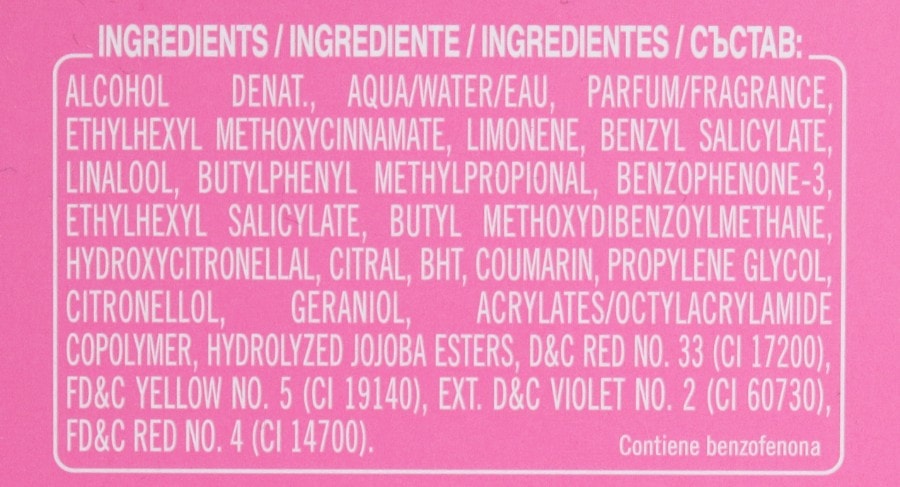 INGREDIENTS / INGREDIENTE / INGREDIENTES / СЪСТАВ:
ALCOHOL DENAT., AQUA/WATER/EAU, PARFUM/FRAGRANCE,
ETHYLHEXYL METHOXYCINNAMATE, LIMONENE, BENZYL SALICYLATE,
LINALOOL, BUTYLPHENYL METHYLPROPIONAL, BENZOPHENONE-3,
ETHYLHEXYL SALICYLATE, BUTYL METHOXYDIBENZOYLMETHANE,
HYDROXYCITRONELLAL, CITRAL, BHT, COUMARIN, PROPYLENE GLYCOL,
CITRONELLOL, GERANIOL, ACRYLATES/OCTYLACRYLAMIDE
COPOLYMER, HYDROLYZED JOJOBA ESTERS, D&C RED NO. 33 (CI 17200),
FD&C YELLOW NO. 5 (CI 19140), EXT. D&C VIOLET NO. 2 (CI 60730),
FD&C RED NO. 4 (CI 14700).
Contiene benzofenona